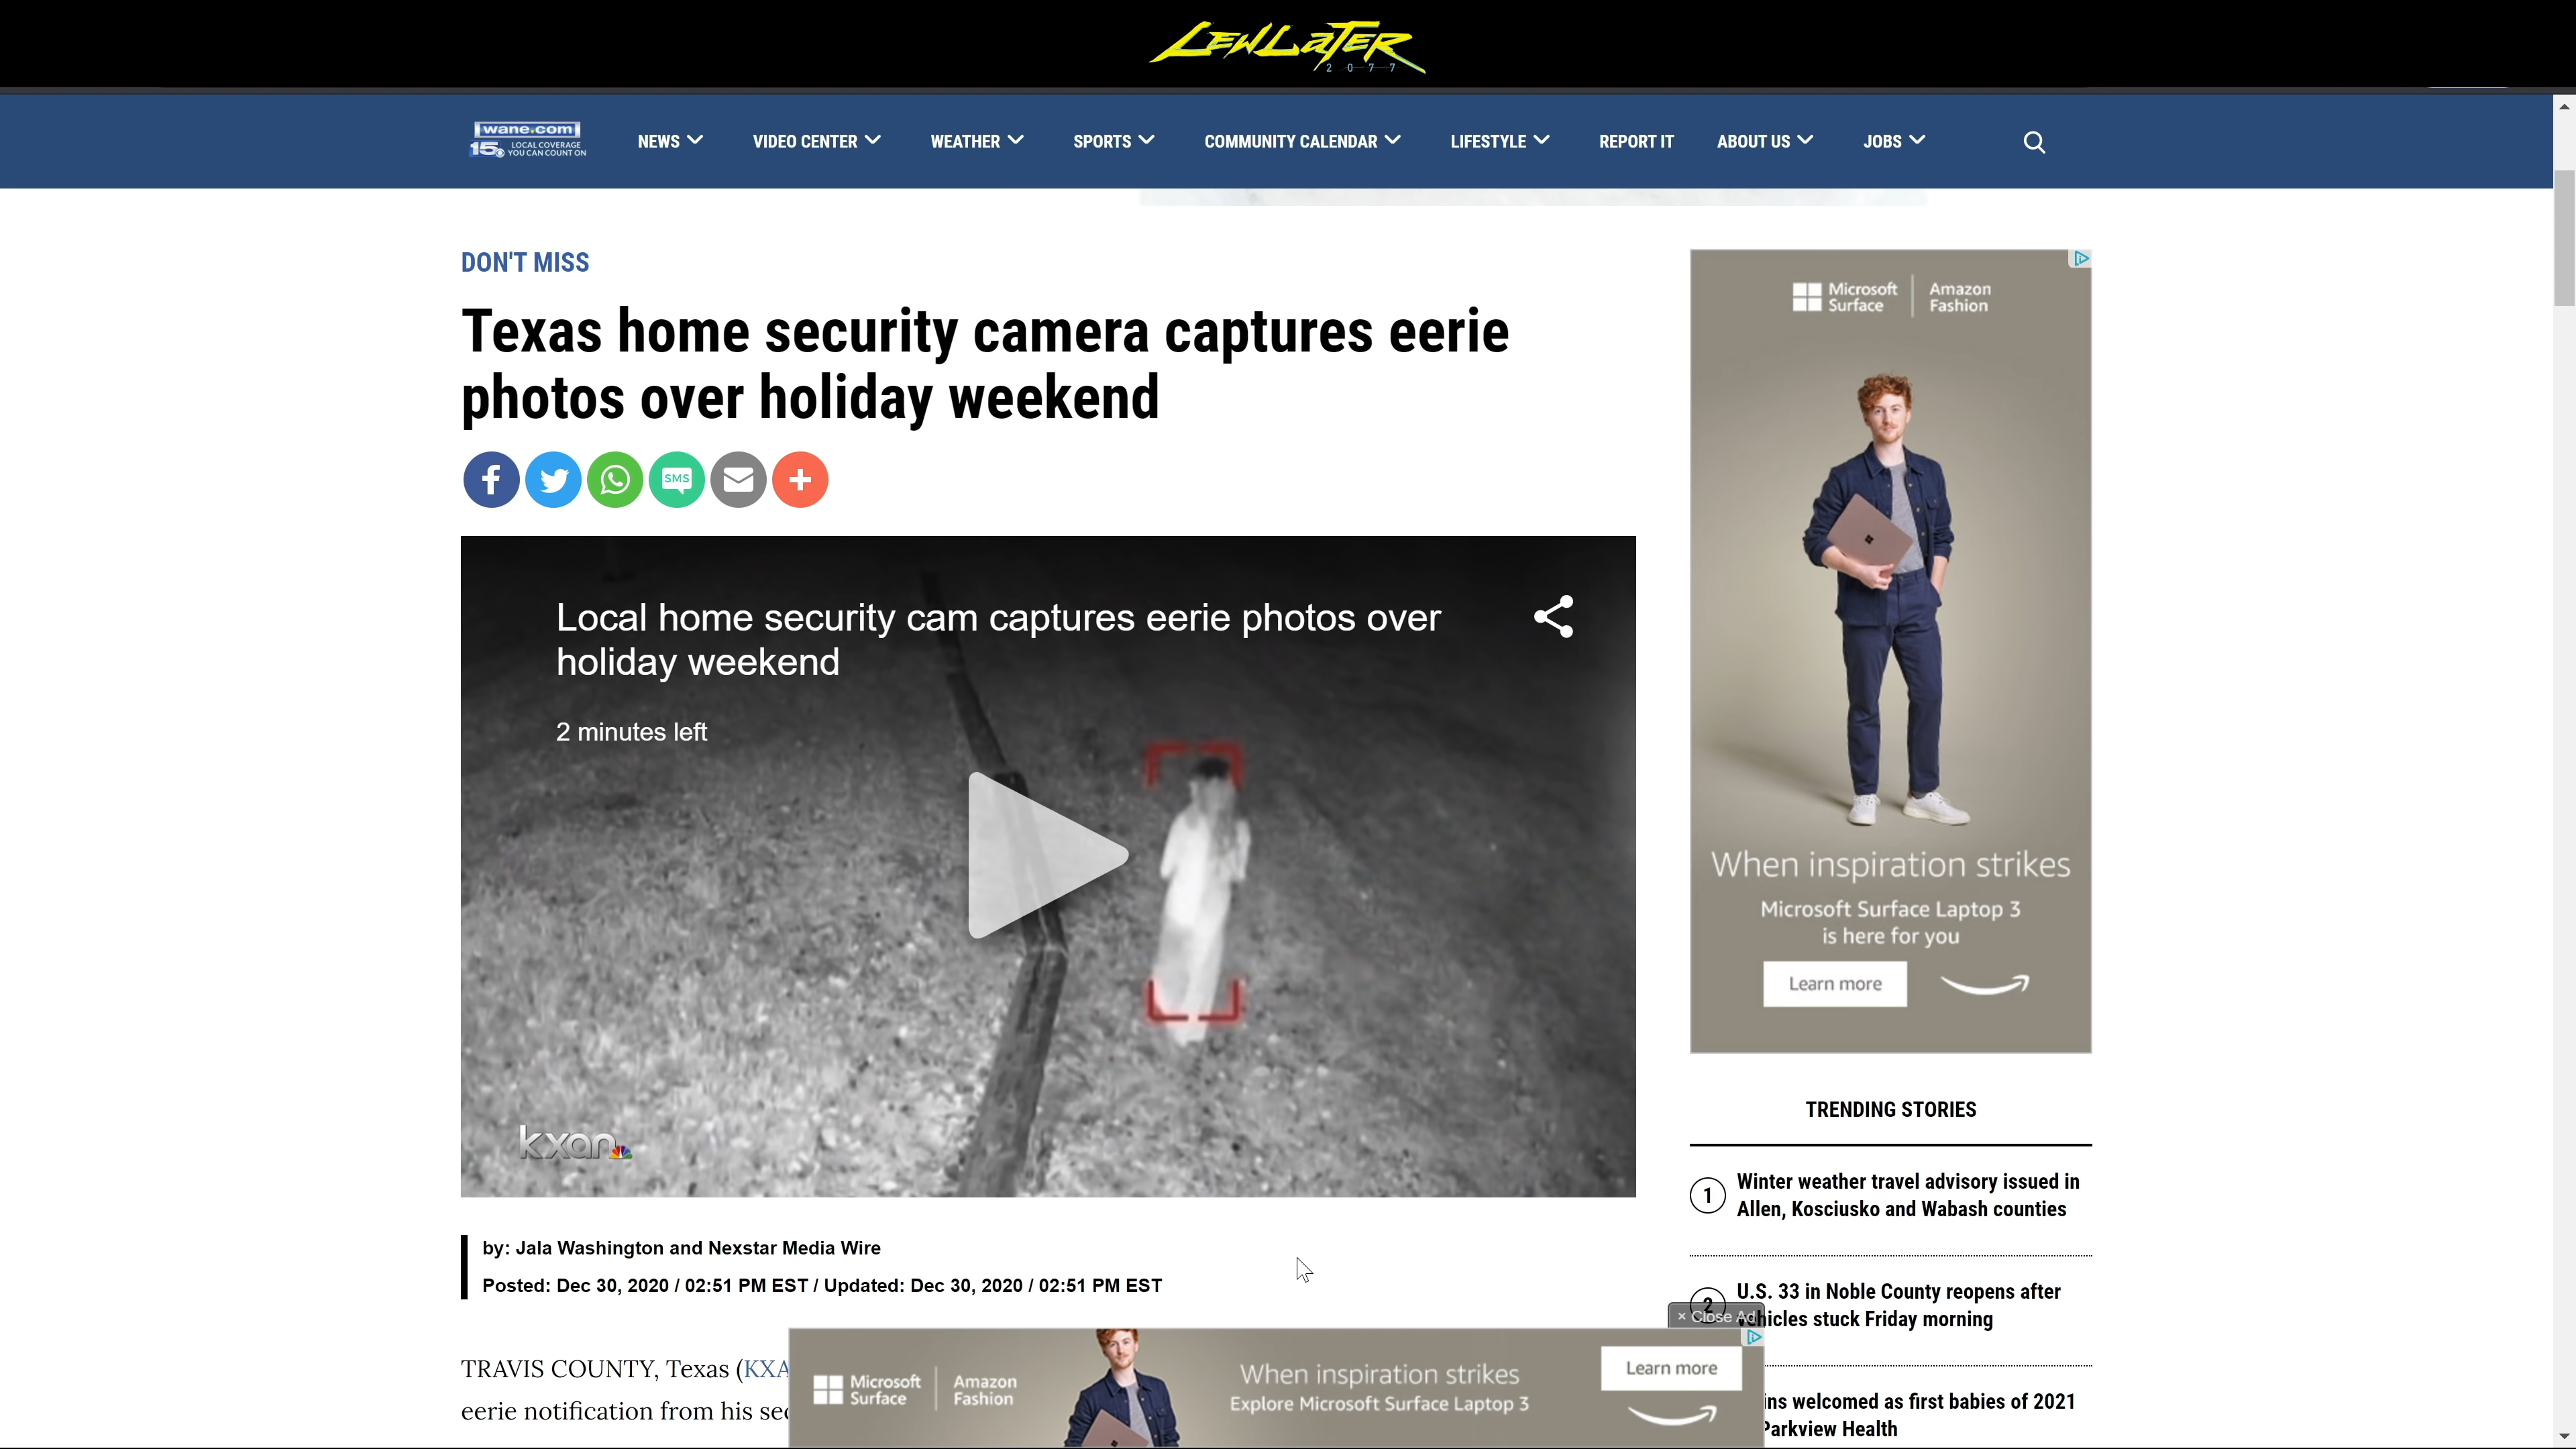 LEWLATER
2077
wane.com
15 LOCAL COVERAGE
YOU CAN COUNT ON
NEWS
VIDEO CENTER
WEATHER
SPORTS
COMMUNITY CALENDAR
LIFESTYLE
REPORT IT
ABOUT US
JOBS
DON'T MISS
Texas home security camera captures eerie
photos over holiday weekend
SMS
Local home security cam captures eerie photos over
holiday weekend
2 minutes left
kxan
by: Jala Washington and Nexstar Media Wire
Posted: Dec 30, 2020 / 02:51 PM EST / Updated: Dec 30, 2020 / 02:51 PM EST
TRAVIS COUNTY, Texas (KXA
eerie notification from his
Microsoft
Surface
Amazon
Fashion
When inspiration strikes
Microsoft Surface Laptop 3
is here for you
Learn more
TRENDING STORIES
1 Winter weather travel advisory issued in
Allen, Kosciusko and Wabash counties
2 U.S. 33 in Noble County reopens after
vehicles stuck Friday morning
welcomed as first babies of 2021
Parkview Health
× Close Ad
Microsoft
Surface
Amazon
Fashion
When inspiration strikes
Explore Microsoft Surface Laptop 3
Learn more